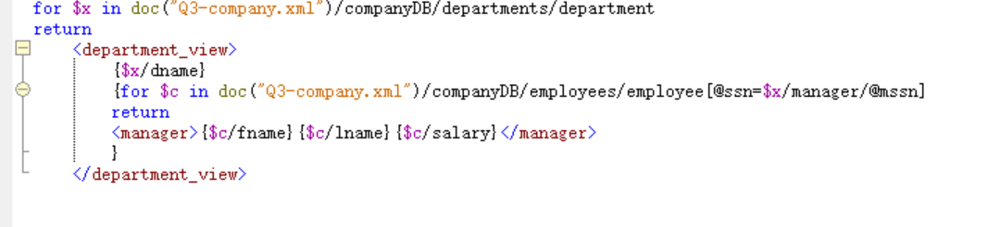 for $x in doc("Q3-company.xml")/companyDB/departments/department
return
<department_view>
{$x/dname}
{for $c in doc("Q3-company.xml")/companyDB/employees/employee[@ssn=$x/manager/@mssn]
return
<manager>{$c/fname}{$c/lname}{$c/salary}</manager>
}
</department_view>